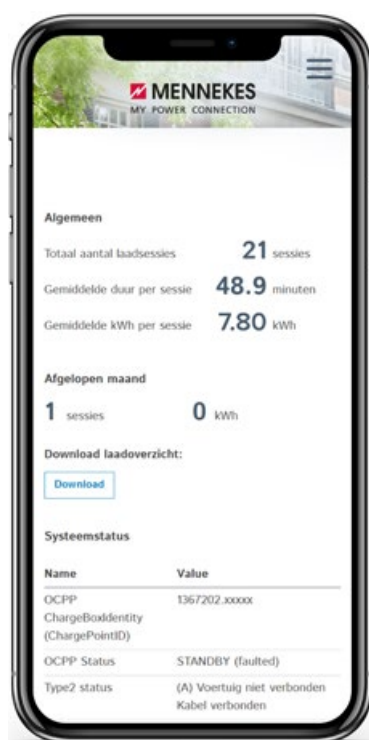 MENNEKES
MY POWER CONNECTION
Algemeen
Totaal aantal laadsessies 21 sessies
Gemiddelde duur per sessie 48.9 minuten
Gemiddelde kWh per sessie 7.80 kWh
Afgelopen maand
1 sessies 0 kWh
Download laadoverzicht:
Download
Systeemstatus
Name Value
OCPP 1367202.xxxxx
ChargeBoxIdentity
(ChargePointID)
OCPP Status STANDBY (faulted)
Type2 status (A) Voertuig niet verbonden
Kabel verbonden